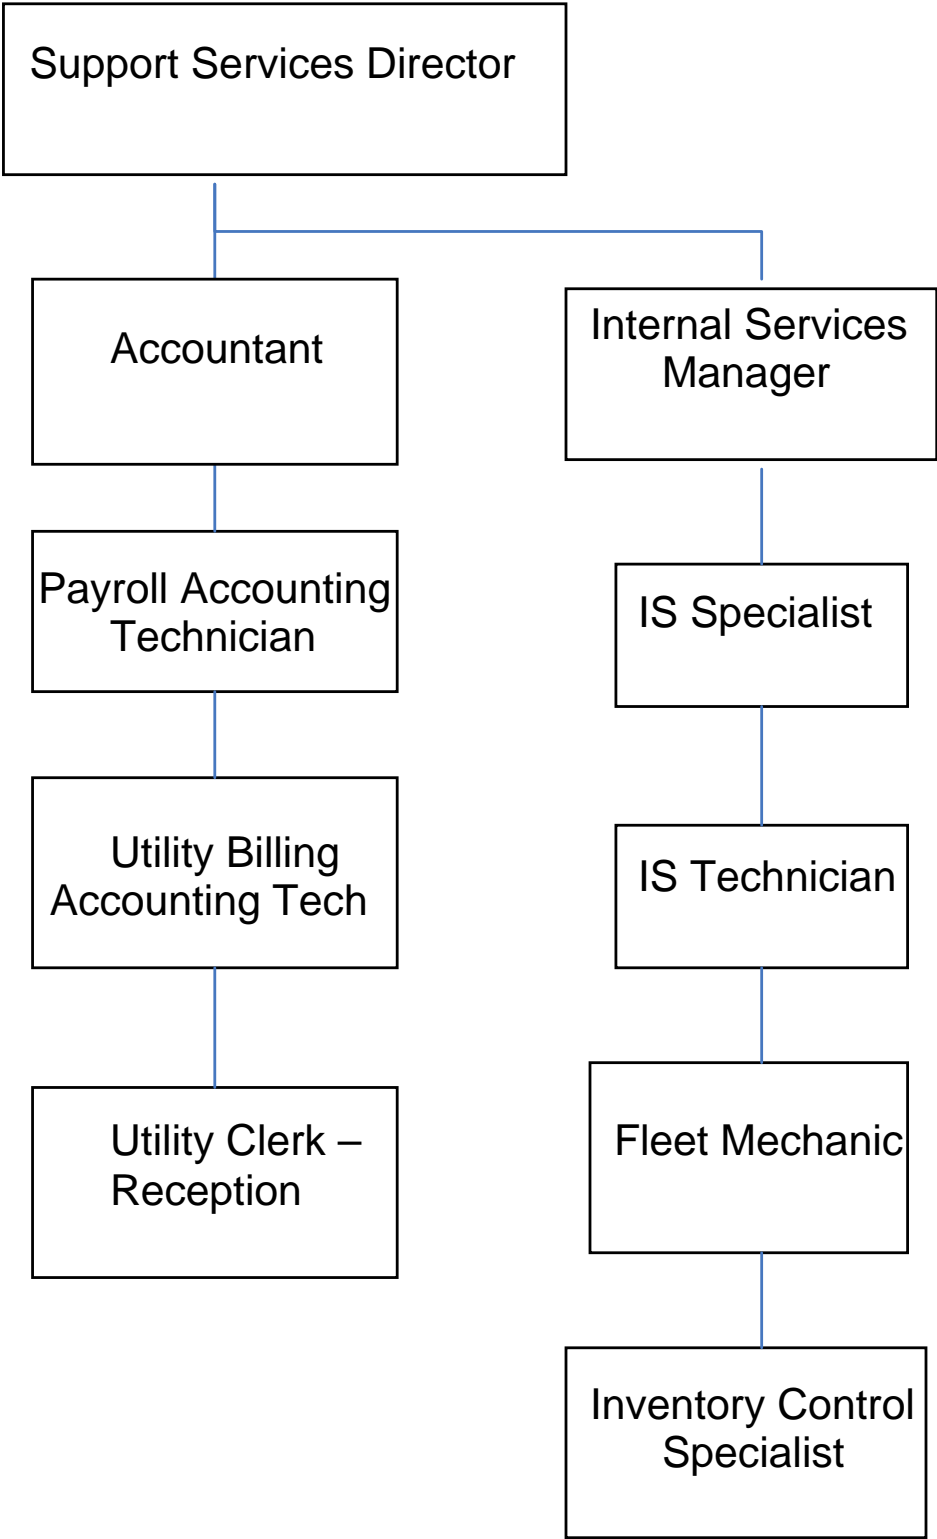 Support Services Director
Accountant
Internal Services
Manager
Payroll Accounting
Technician
IS Specialist
Utility Billing
Accounting Tech
IS Technician
Utility Clerk –
Reception
Fleet Mechanic
Inventory Control
Specialist